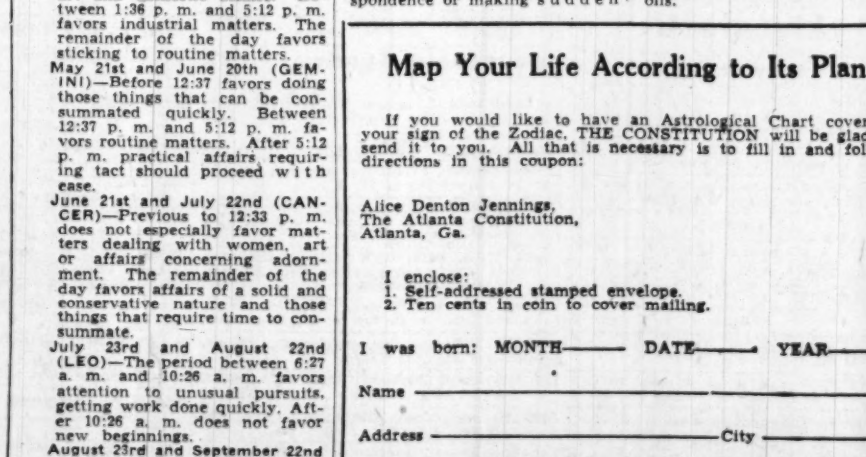 tween 1:36 p. m. and 5:12 p. m.
favors industrial matters. The
remainder of the day favors
sticking to routine matters.
May 21st and June 20th (GEM-
INI)—Before 12:37 favors doing
those things that can be con-
summated quickly. Between
12:37 p. m. and 5:12 p. m. fa-
vors routine matters. After 5:12
p. m. practical affairs requir-
ing tact should proceed with
ease.
June 21st and July 22nd (CAN-
CER)—Previous to 12:33 p. m.
does not especially favor mat-
ters dealing with women, art
or affairs concerning adorn-
ment. The remainder of the
day favors affairs of a solid and
conservative nature and those
things that require time to con-
summate.
July 23rd and August 22nd
(LEO)—The period between 6:27
a. m. and 10:26 a. m. favors
attention to unusual pursuits,
getting work done quickly. Aft-
er 10:26 a. m. does not favor
new beginnings.
August 23rd and September 22nd
spondence or making sudden
Map Your Life According to Its Plan
If you would like to have an Astrological Chart cover
your sign of the Zodiac, THE CONSTITUTION will be glad
send it to you. All that is necessary is to fill in and fol
directions in this coupon:
Alice Denton Jennings,
The Atlanta Constitution,
Atlanta, Ga.
I enclose:
1. Self-addressed stamped envelope.
2. Ten cents in coin to cover mailing.
I was born: MONTH DATE YEAR
Name
Address City